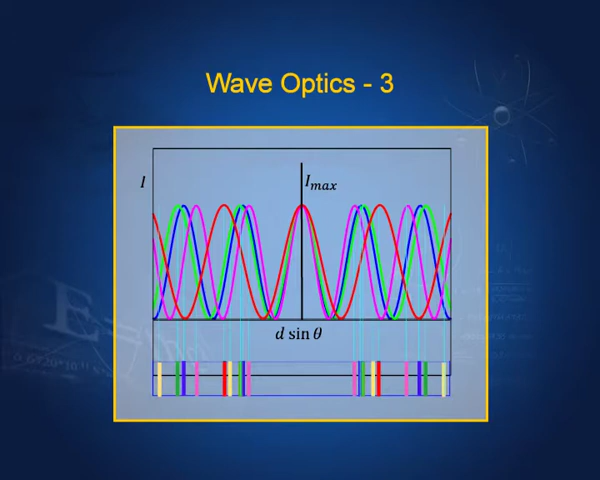 Wave Optics - 3
I
I_max
d sin θ